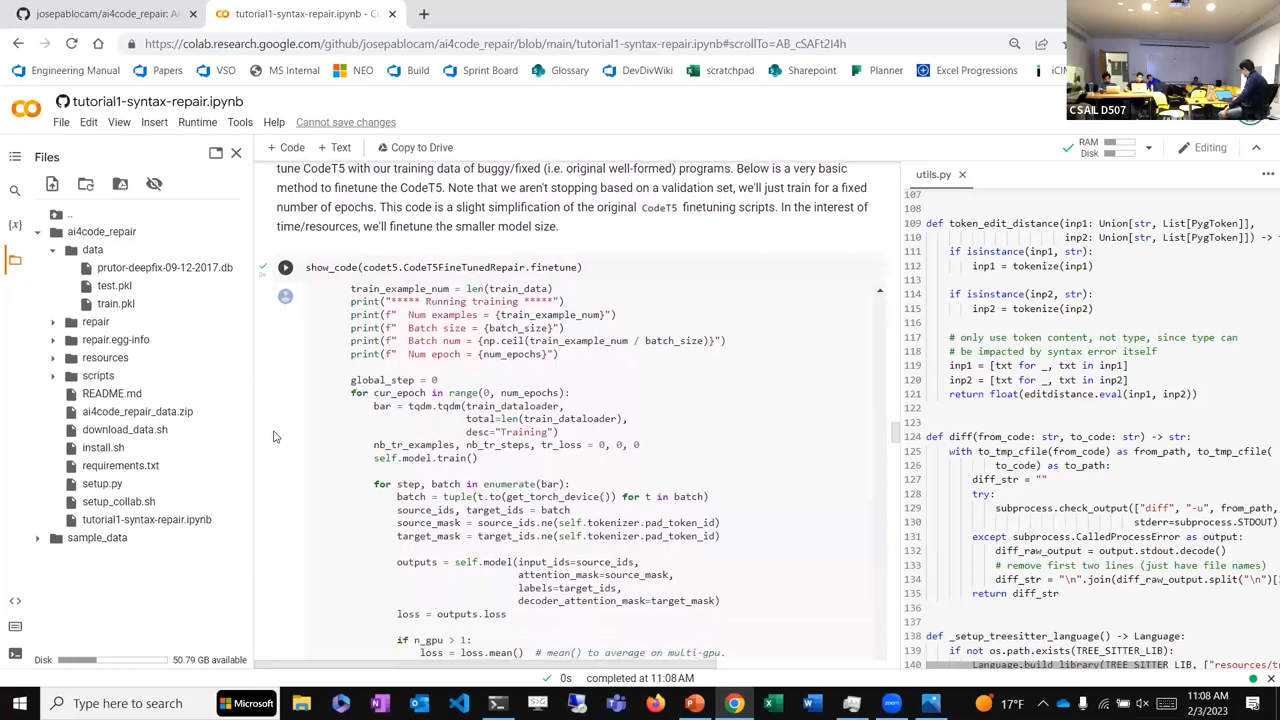 josepablocam/ai4code_repair: A
tutorial1-syntax-repair.ipynb - Co
https://colab.research.google.com/github/josepablocam/ai4code_repair/blob/main/tutorial1-syntax-repair.ipynb#scrollTo=AB_cSAFt2I4h
Engineering Manual
Papers
VSO
MS Internal
NEO
Build
Sprint Board
Glossary
DevDivWiki
scratchpad
Sharepoint
Planner
Excel Progressions
CSAIL D507
tutorial1-syntax-repair.ipynb
File Edit View Insert Runtime Tools Help Cannot save changes
Files
+ Code + Text Copy to Drive
RAM
Disk
Editing
..
ai4code_repair
data
prutor-deepfix-09-12-2017.db
test.pkl
train.pkl
repair
repair.egg-info
resources
scripts
README.md
ai4code_repair_data.zip
download_data.sh
install.sh
requirements.txt
setup.py
setup_collab.sh
tutorial1-syntax-repair.ipynb
sample_data
Disk 50.79 GB available
tune CodeT5 with our training data of buggy/fixed (i.e. original well-formed) programs. Below is a very basic
method to finetune the CodeT5. Note that we aren't stopping based on a validation set, we'll just train for a fixed
number of epochs. This code is a slight simplification of the original CodeT5 finetuning scripts. In the interest of
time/resources, we'll finetune the smaller model size.
0s
show_code(codet5.CodeT5FineTunedRepair.finetune)
train_example_num = len(train_data)
print("***** Running training *****")
print(f"  Num examples = {train_example_num}")
print(f"  Batch size = {batch_size}")
print(f"  Batch num = {np.ceil(train_example_num / batch_size)}")
print(f"  Num epoch = {num_epochs}")
global_step = 0
for cur_epoch in range(0, num_epochs):
bar = tqdm.tqdm(train_dataloader,
total=len(train_dataloader),
desc="Training")
nb_tr_examples, nb_tr_steps, tr_loss = 0, 0, 0
self.model.train()
for step, batch in enumerate(bar):
batch = tuple(t.to(get_torch_device()) for t in batch)
source_ids, target_ids = batch
source_mask = source_ids.ne(self.tokenizer.pad_token_id)
target_mask = target_ids.ne(self.tokenizer.pad_token_id)
outputs = self.model(input_ids=source_ids,
attention_mask=source_mask,
labels=target_ids,
decoder_attention_mask=target_mask)
loss = outputs.loss
if n_gpu > 1:
loss = loss.mean()  # mean() to average on multi-gpu.
utils.py
107
108
109 def token_edit_distance(inp1: Union[str, List[PygToken]],
110 inp2: Union[str, List[PygToken]]) ->
111 if isinstance(inp1, str):
112 inp1 = tokenize(inp1)
113
114 if isinstance(inp2, str):
115 inp2 = tokenize(inp2)
116
117 # only use token content, not type, since type can
118 # be impacted by syntax error itself
119 inp1 = [txt for _, txt in inp1]
120 inp2 = [txt for _, txt in inp2]
121 return float(editdistance.eval(inp1, inp2))
122
123
124 def diff(from_code: str, to_code: str) -> str:
125 with to_tmp_cfile(from_code) as from_path, to_tmp_cfile(
126 to_code) as to_path:
127 diff_str = ""
128 try:
129 subprocess.check_output(["diff", "-u", from_path,
130 stderr=subprocess.STDOUT)
131 except subprocess.CalledProcessError as output:
132 diff_raw_output = output.stdout.decode()
133 # remove first two lines (just have file names)
134 diff_str = "\n".join(diff_raw_output.split("\n")[
135 return diff_str
136
137
138 def _setup_treesitter_language() -> Language:
139 if not os.path.exists(TREE_SITTER_LIB):
140 Language.build_library(TREE_SITTER_LIB, ["resources/t
0s completed at 11:08 AM
Type here to search
Microsoft
17°F
11:08 AM
2/3/2023